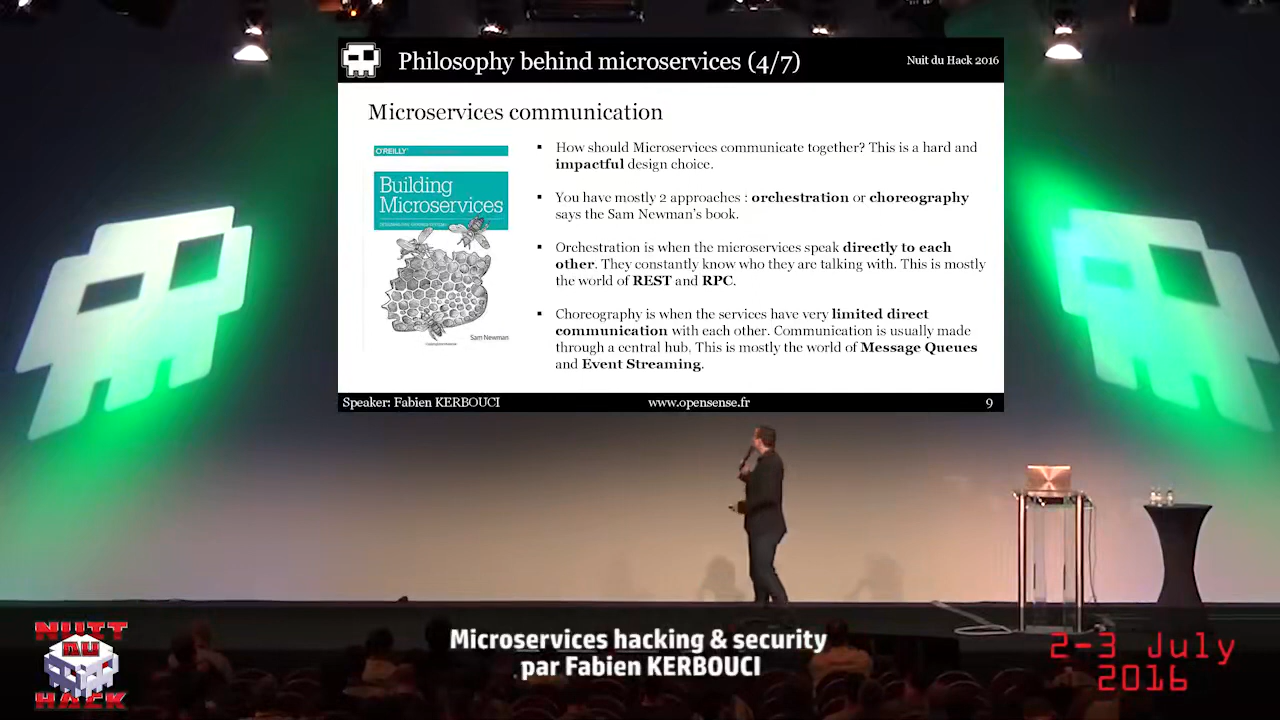 Philosophy behind microservices (4/7)
Nuit du Hack 2016
Microservices communication
O'REILLY
Building
Microservices
Sam Newman
▪ How should Microservices communicate together? This is a hard and
impactful design choice.
▪ You have mostly 2 approaches : orchestration or choreography
says the Sam Newman's book.
▪ Orchestration is when the microservices speak directly to each
other. They constantly know who they are talking with. This is mostly
the world of REST and RPC.
▪ Choreography is when the services have very limited direct
communication with each other. Communication is usually made
through a central hub. This is mostly the world of Message Queues
and Event Streaming.
Speaker: Fabien KERBOUCI
www.opensense.fr
9
Microservices hacking & security
par Fabien KERBOUCI
NUIT
DU
HACK
2-3 July
2016